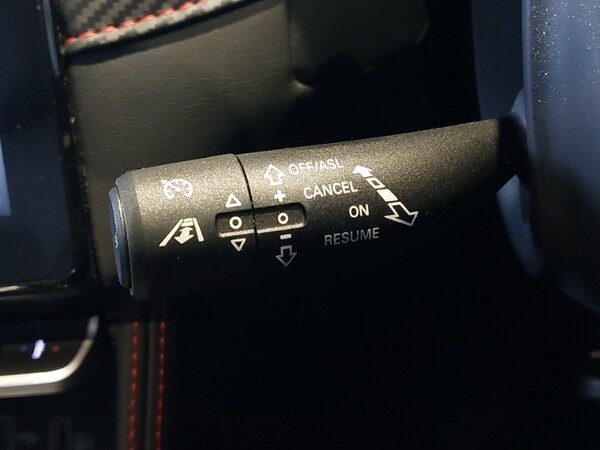 OFF/ASL
+ CANCEL
ON
− RESUME